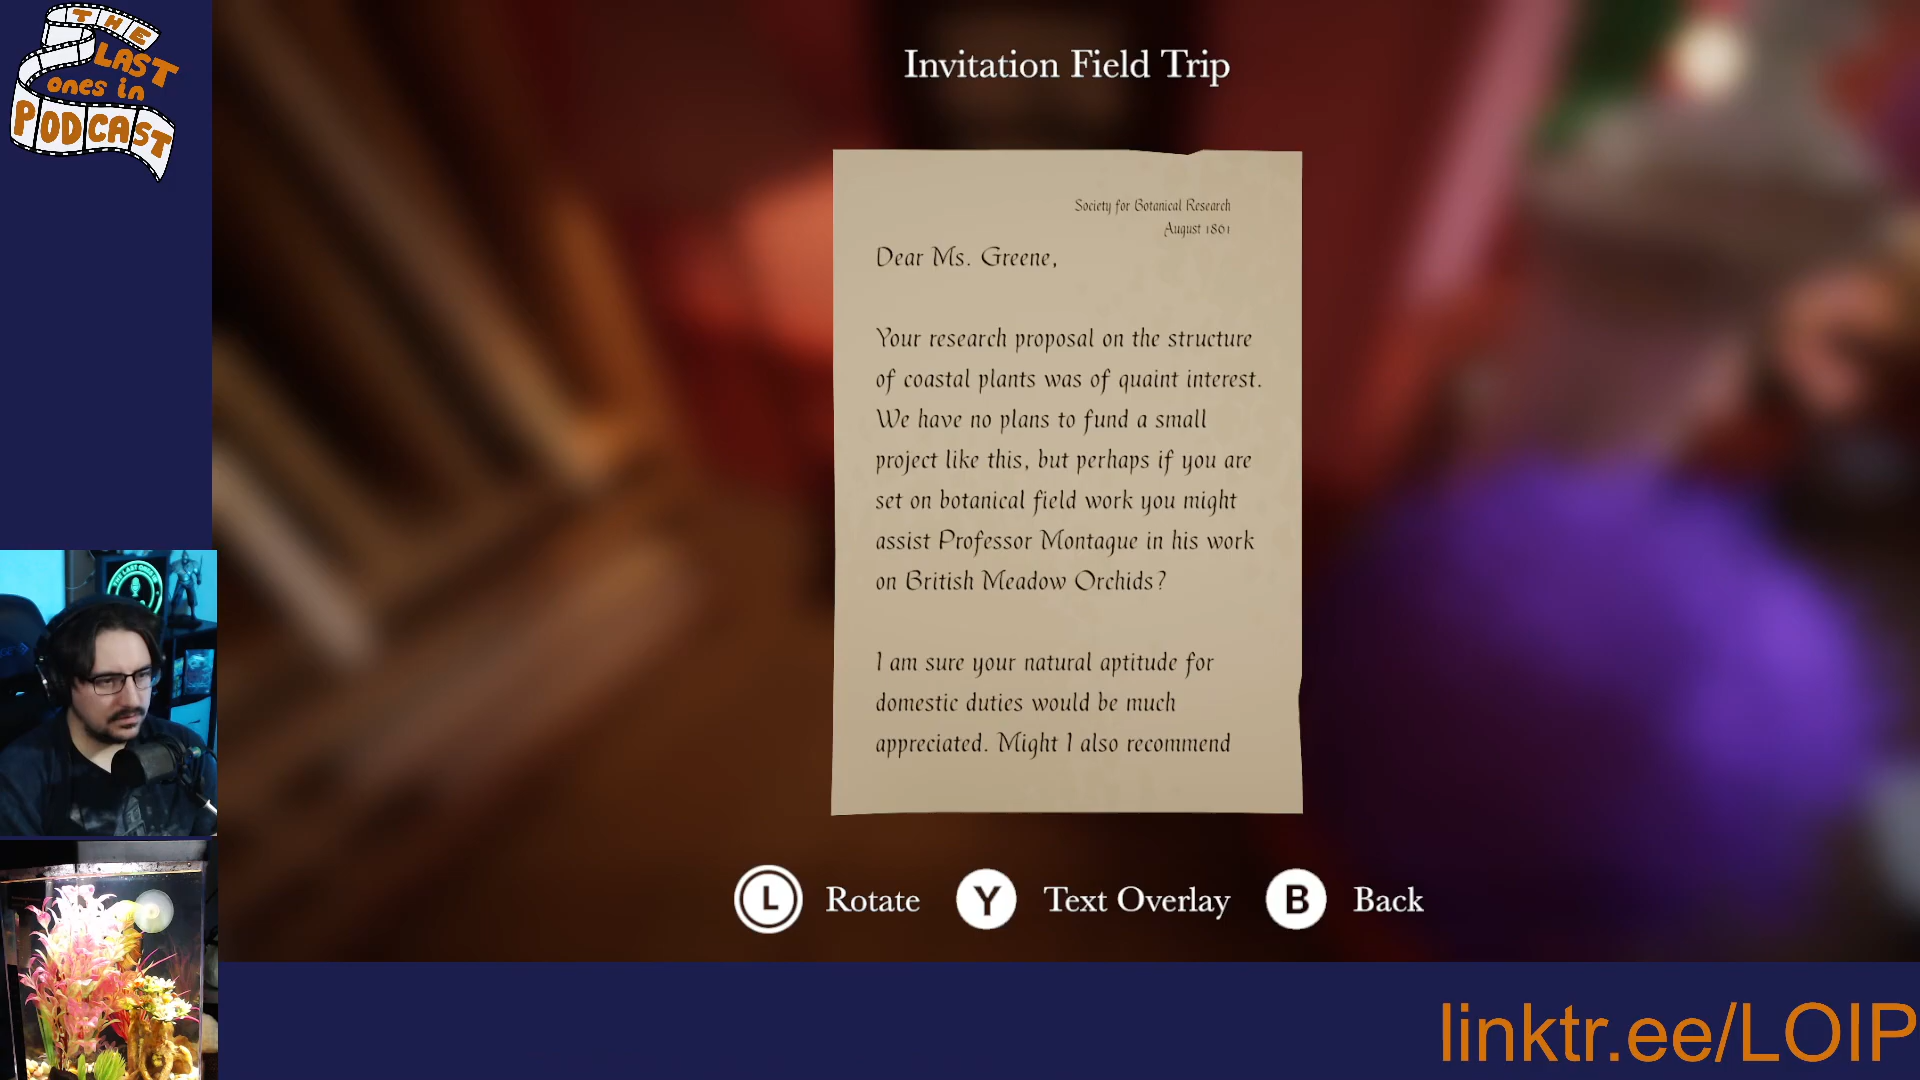 THE
LAST
ones in
PODCAST
Invitation Field Trip
Society for Botanical Research
August 1861
Dear Ms. Greene,
Your research proposal on the structure
of coastal plants was of quaint interest.
We have no plans to fund a small
project like this, but perhaps if you are
set on botanical field work you might
assist Professor Montague in his work
on British Meadow Orchids?
I am sure your natural aptitude for
domestic duties would be much
appreciated. Might I also recommend
L Rotate Y Text Overlay B Back
linktr.ee/LOIP